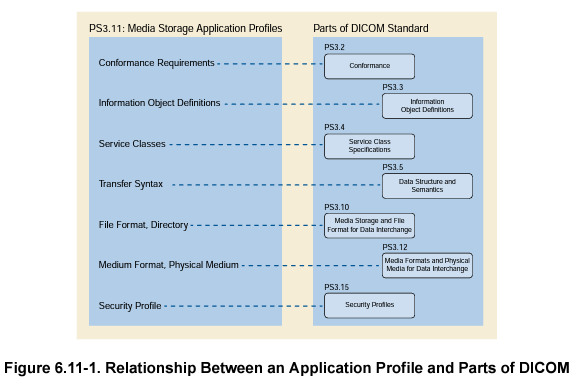 PS3.11: Media Storage Application Profiles
Parts of DICOM Standard
PS3.2
Conformance Requirements
Conformance
PS3.3
Information Object Definitions
Information
Object Definitions
PS3.4
Service Classes
Service Class
Specifications
PS3.5
Transfer Syntax
Data Structure and
Semantics
PS3.10
File Format, Directory
Media Storage and File
Format for Data Interchange
PS3.12
Medium Format, Physical Medium
Media Formats and Physical
Media for Data Interchange
PS3.15
Security Profile
Security Profiles
Figure 6.11-1. Relationship Between an Application Profile and Parts of DICOM